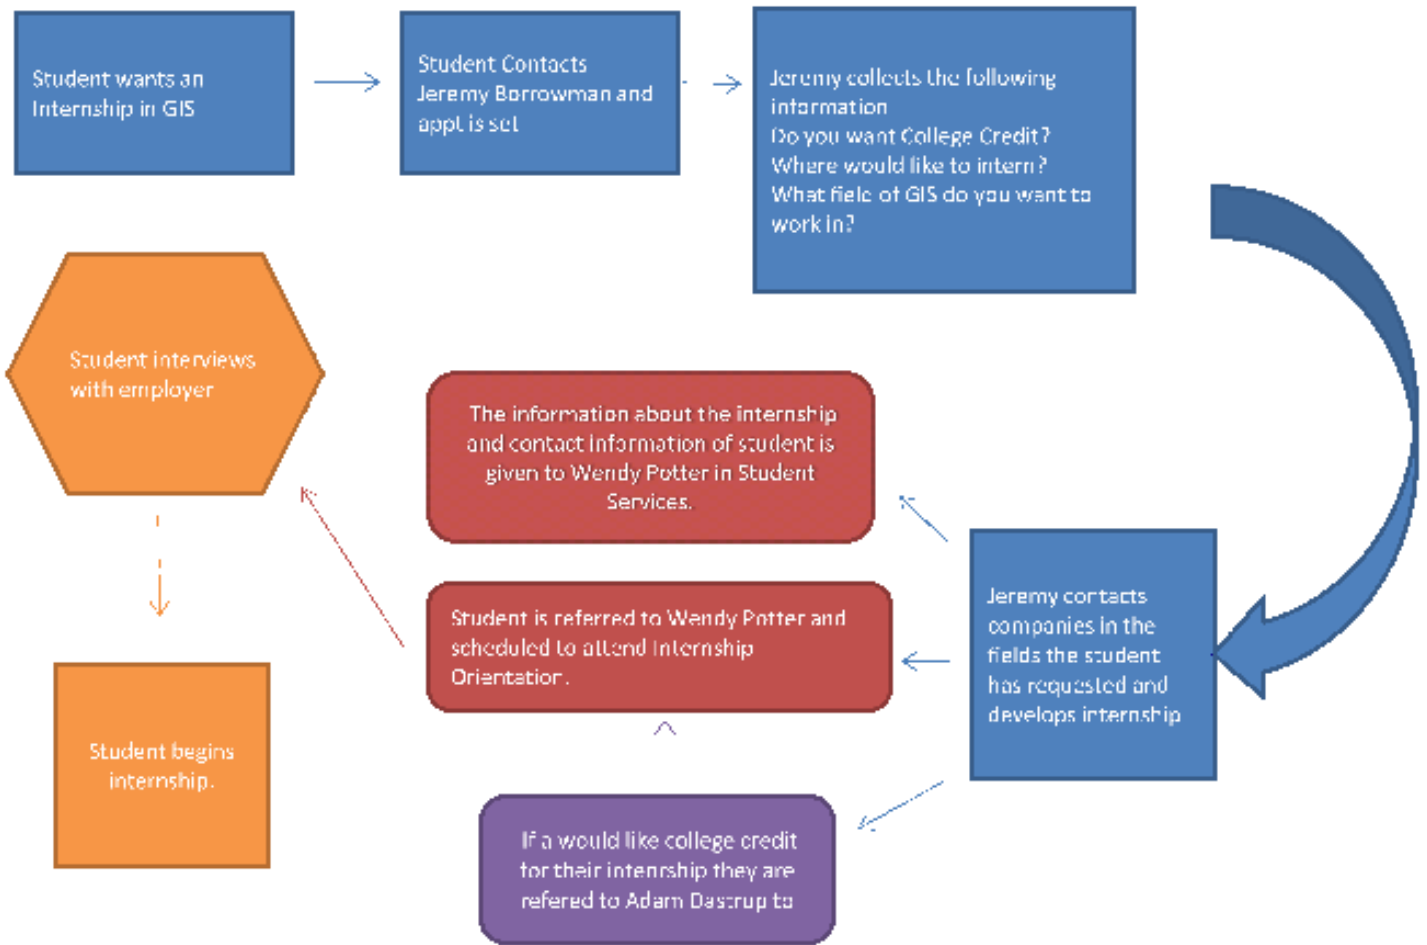 Student wants an
Internship in GIS
Student Contacts
Jeremy Borrowman and
appt is set
Jeremy collects the following
information
Do you want College Credit?
Where would like to intern?
What field of GIS do you want to
work in?
Student interviews
with employer
The information about the internship
and contact information of student is
given to Wendy Potter in Student
Services.
Jeremy contacts
companies in the
fields the student
has requested and
develops internship
Student is referred to Wendy Potter and
scheduled to attend Internship
Orientation.
Student begins
internship.
If a would like college credit
for their intenrship they are
refered to Adam Dastrup to